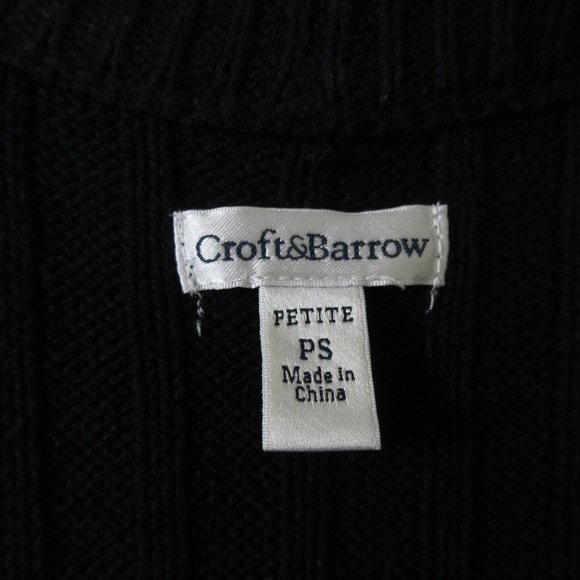 Croft&Barrow
PETITE
PS
Made in
China